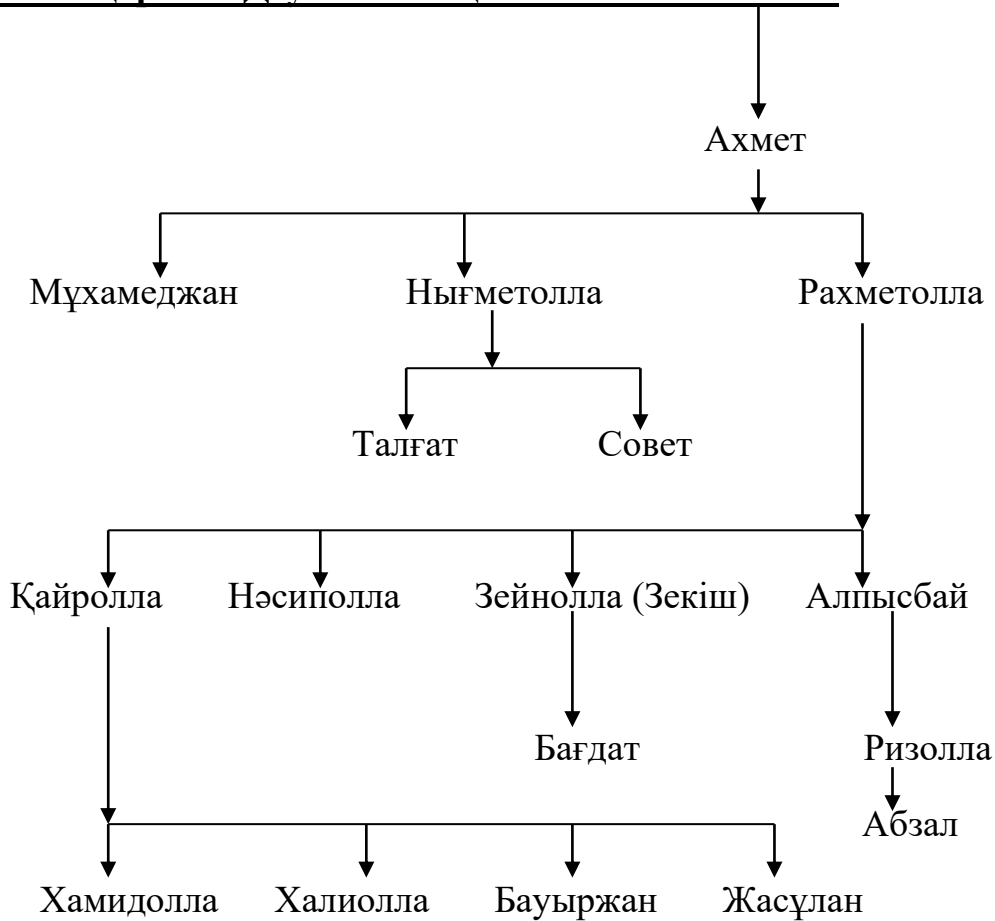 Ахмет
Мұхамеджан Нығметолла Рахметолла
Талғат Совет
Қайролла Нәсиполла Зейнолла (Зекіш) Алпысбай
Бағдат Ризолла
Абзал
Хамидолла Халиолла Бауыржан Жасұлан